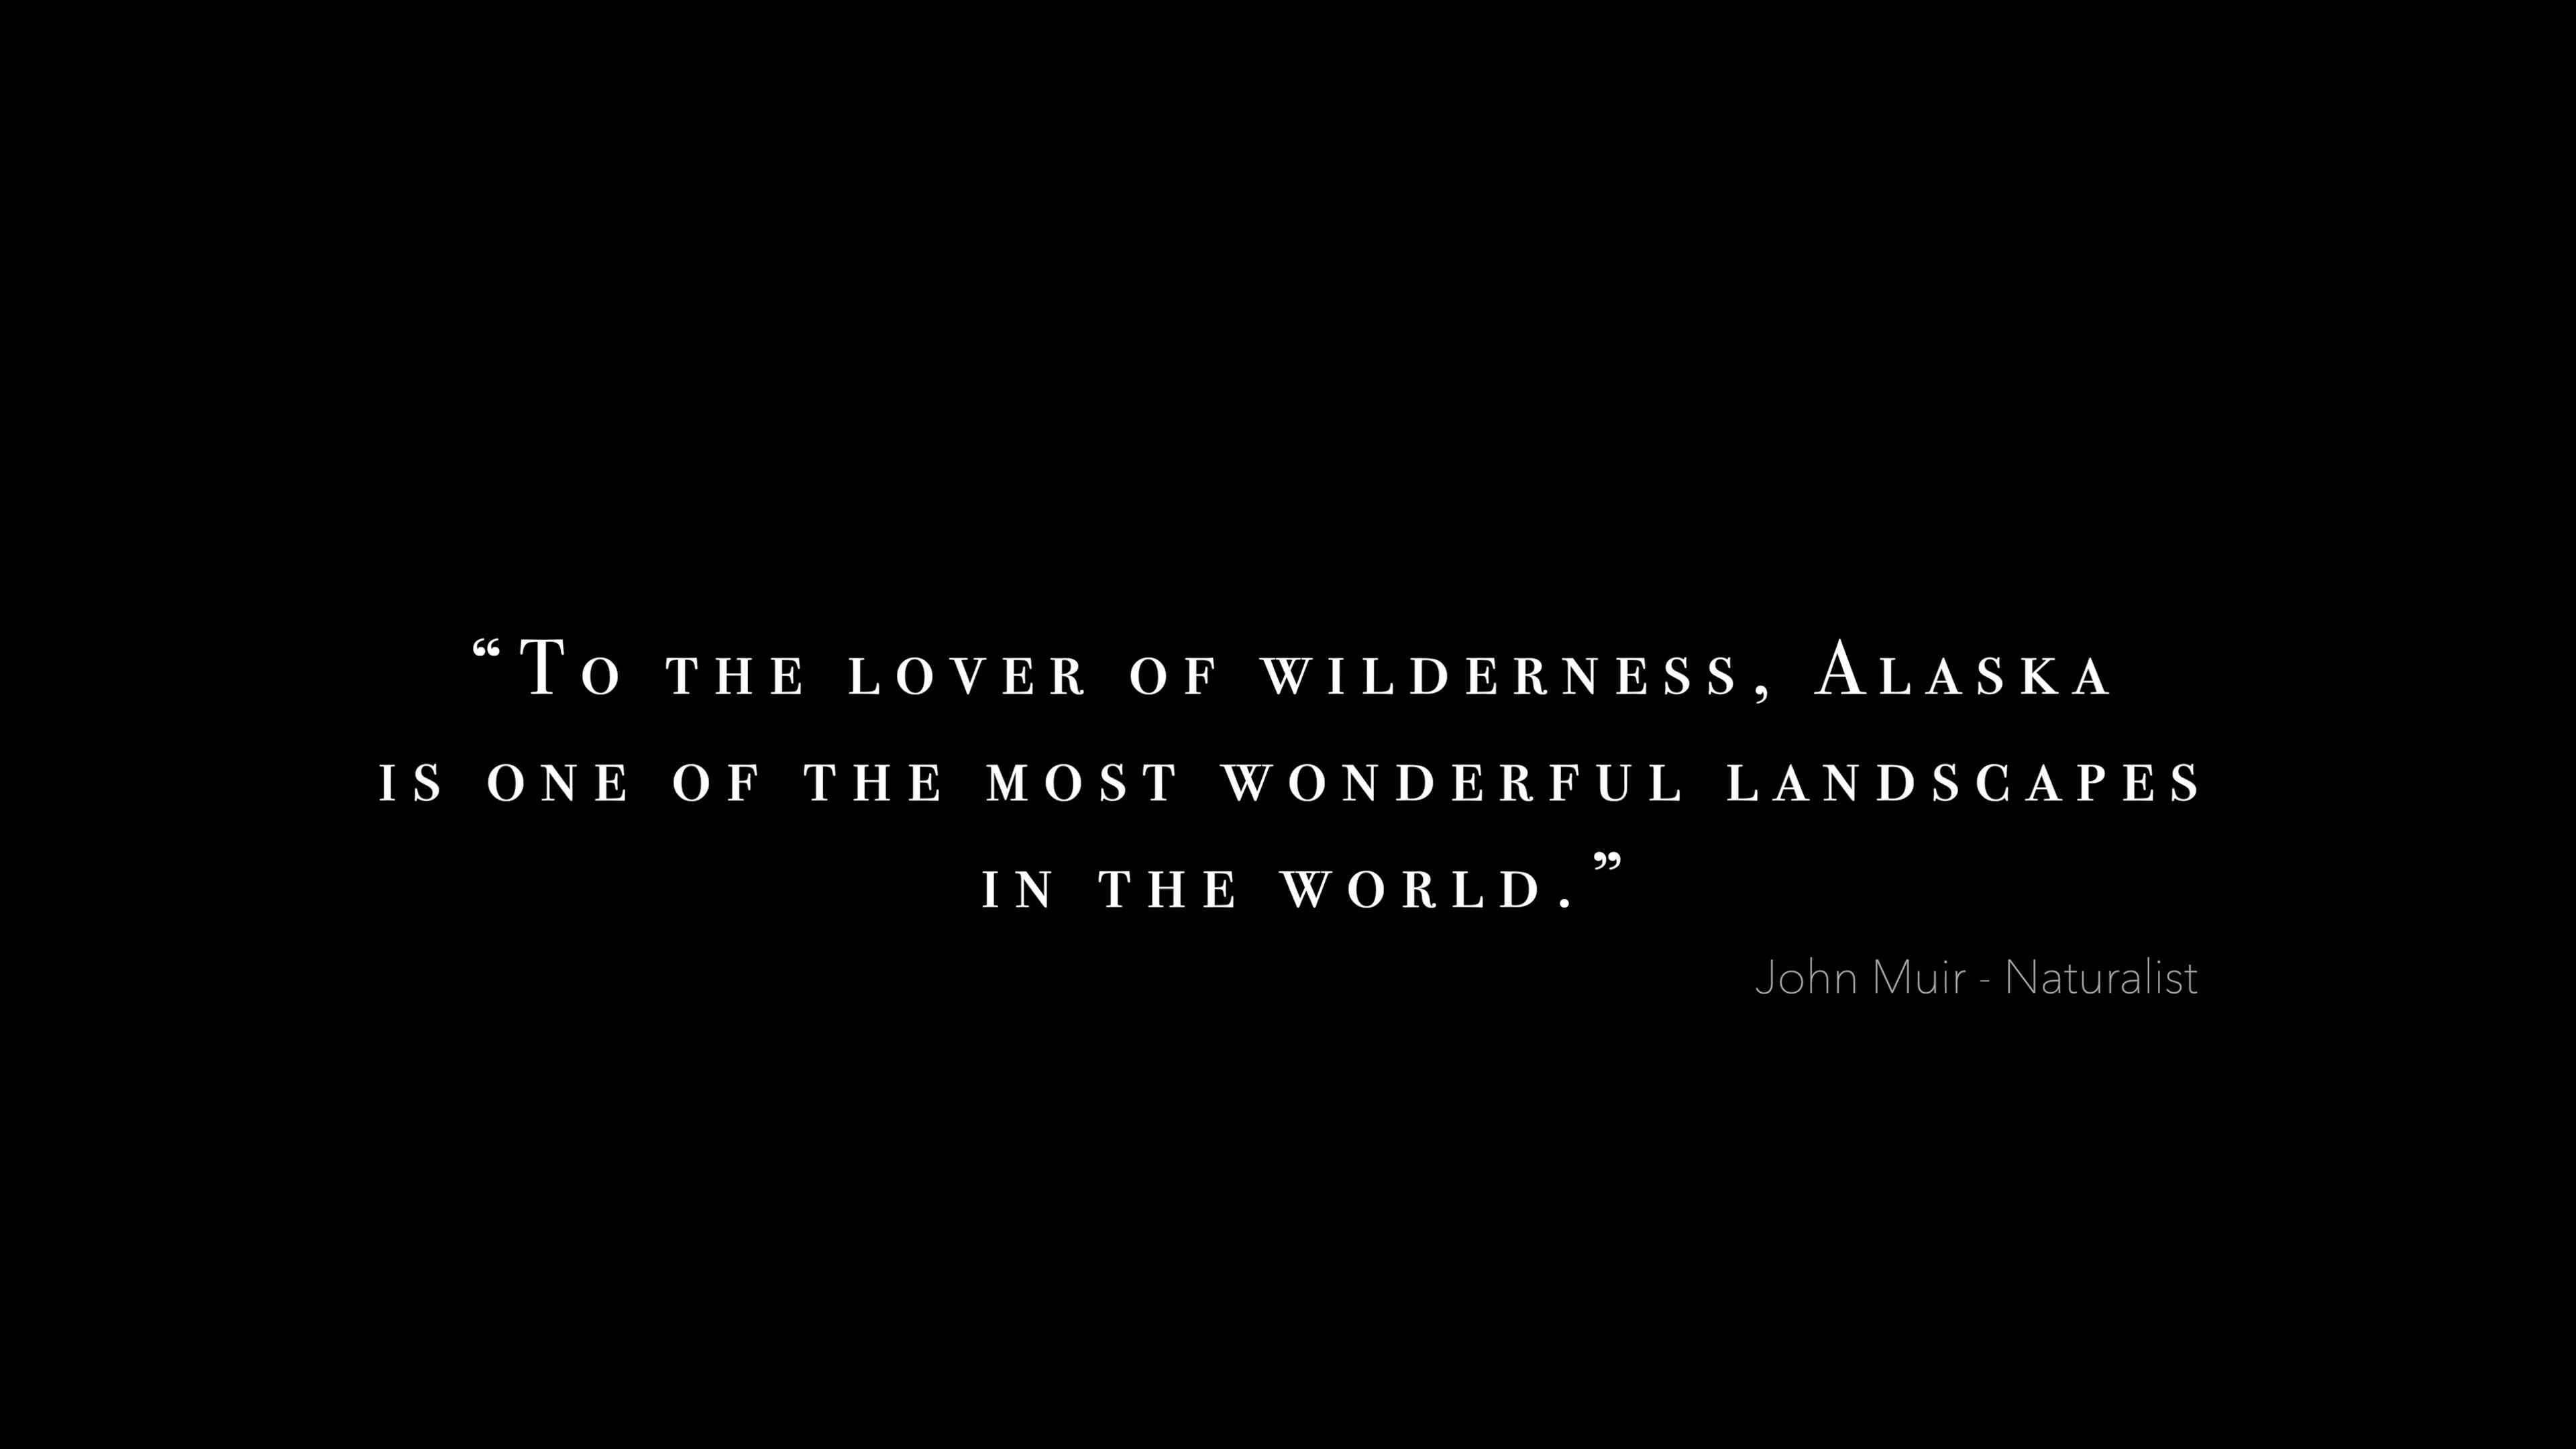 “To the lover of wilderness, Alaska
is one of the most wonderful landscapes
in the world.”
John Muir - Naturalist